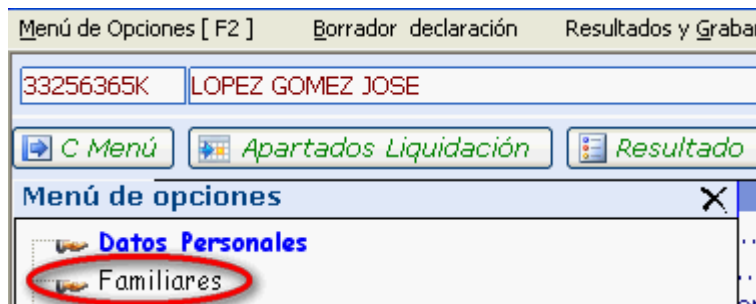 Menú de Opciones [ F2 ] Borrador declaración Resultados y Graba
33256365K LOPEZ GOMEZ JOSE
C Menú Apartados Liquidación Resultado
Menú de opciones
Datos Personales
Familiares